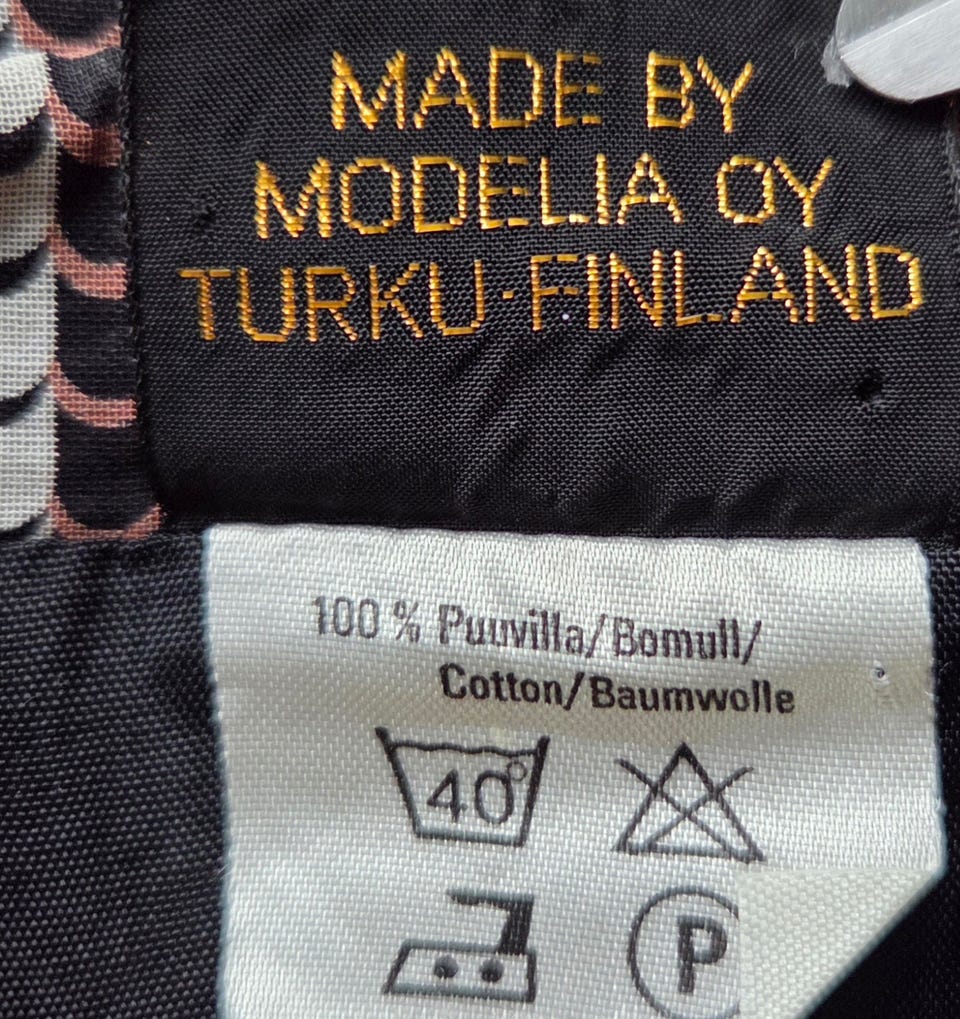 MADE BY
MODELIA OY
TURKU·FINLAND
100 % Puuvilla/Bomull/
Cotton/Baumwolle
40°
P